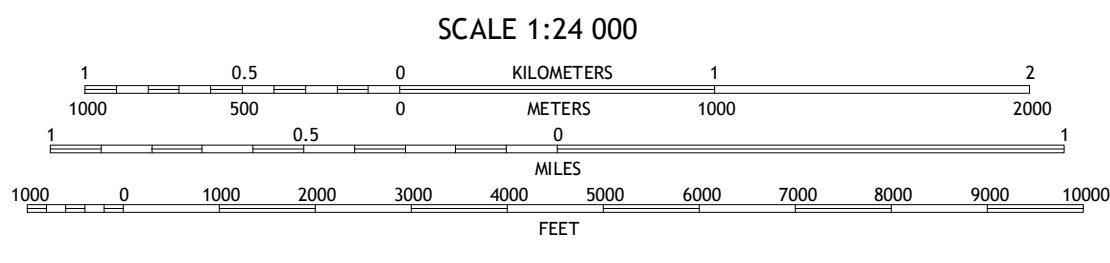 SCALE 1:24 000
1 0.5 0 KILOMETERS 1 2
1000 500 0 METERS 1000 2000
1 0.5 0 1
MILES
1000 0 1000 2000 3000 4000 5000 6000 7000 8000 9000 10000
FEET